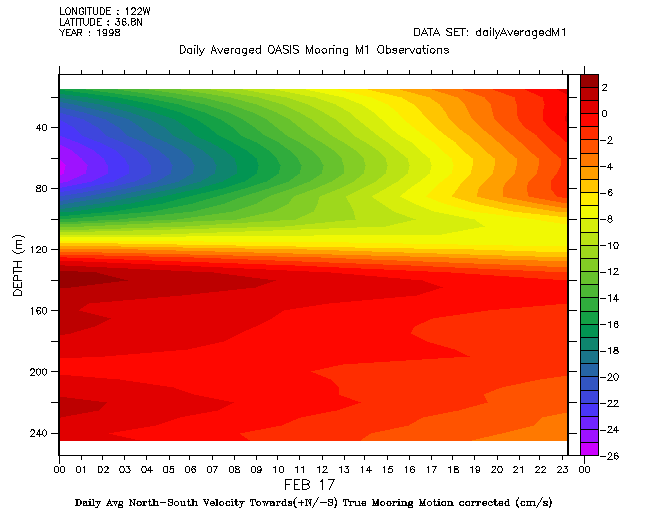 LONGITUDE : 122W
LATITUDE : 36.8N
YEAR : 1998
DATA SET: dailyAveragedM1
Daily Averaged OASIS Mooring M1 Observations
DEPTH (m)
40
80
120
160
200
240
2
0
-2
-4
-6
-8
-10
-12
-14
-16
-18
-20
-22
-24
-26
00 01 02 03 04 05 06 07 08 09 10 11 12 13 14 15 16 17 18 19 20 21 22 23 00
FEB 17
Daily Avg North-South Velocity Towards(+N/-S) True Mooring Motion corrected (cm/s)